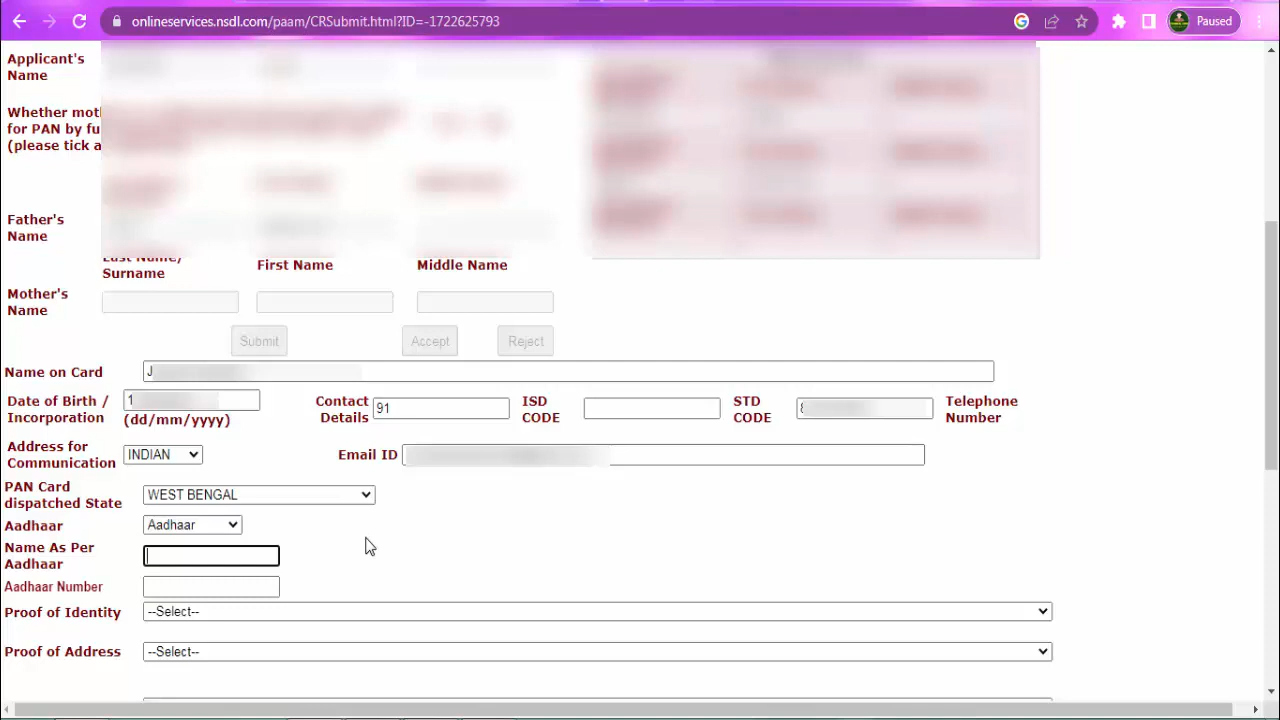 onlineservices.nsdl.com/paam/CRSubmit.html?ID=-1722625793
Paused
Applicant's
Name
Whether moth
for PAN by fu
(please tick a
Father's
Name
Last Name/
Surname
First Name
Middle Name
Mother's
Name
Submit
Accept
Reject
Name on Card
J
Date of Birth /
Incorporation
1
(dd/mm/yyyy)
Contact
Details
91
ISD
CODE
STD
CODE
8
Telephone
Number
Address for
Communication
INDIAN
Email ID
PAN Card
dispatched State
WEST BENGAL
Aadhaar
Aadhaar
Name As Per
Aadhaar
Aadhaar Number
Proof of Identity
--Select--
Proof of Address
--Select--